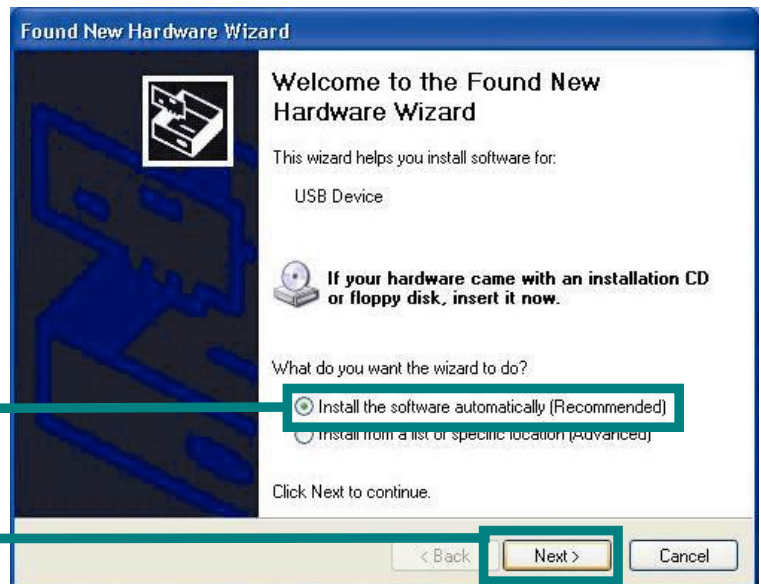 Found New Hardware Wizard
Welcome to the Found New
Hardware Wizard
This wizard helps you install software for:
USB Device
If your hardware came with an installation CD
or floppy disk, insert it now.
What do you want the wizard to do?
Install the software automatically (Recommended)
Install from a list or specific location (Advanced)
Click Next to continue.
< Back
Next >
Cancel